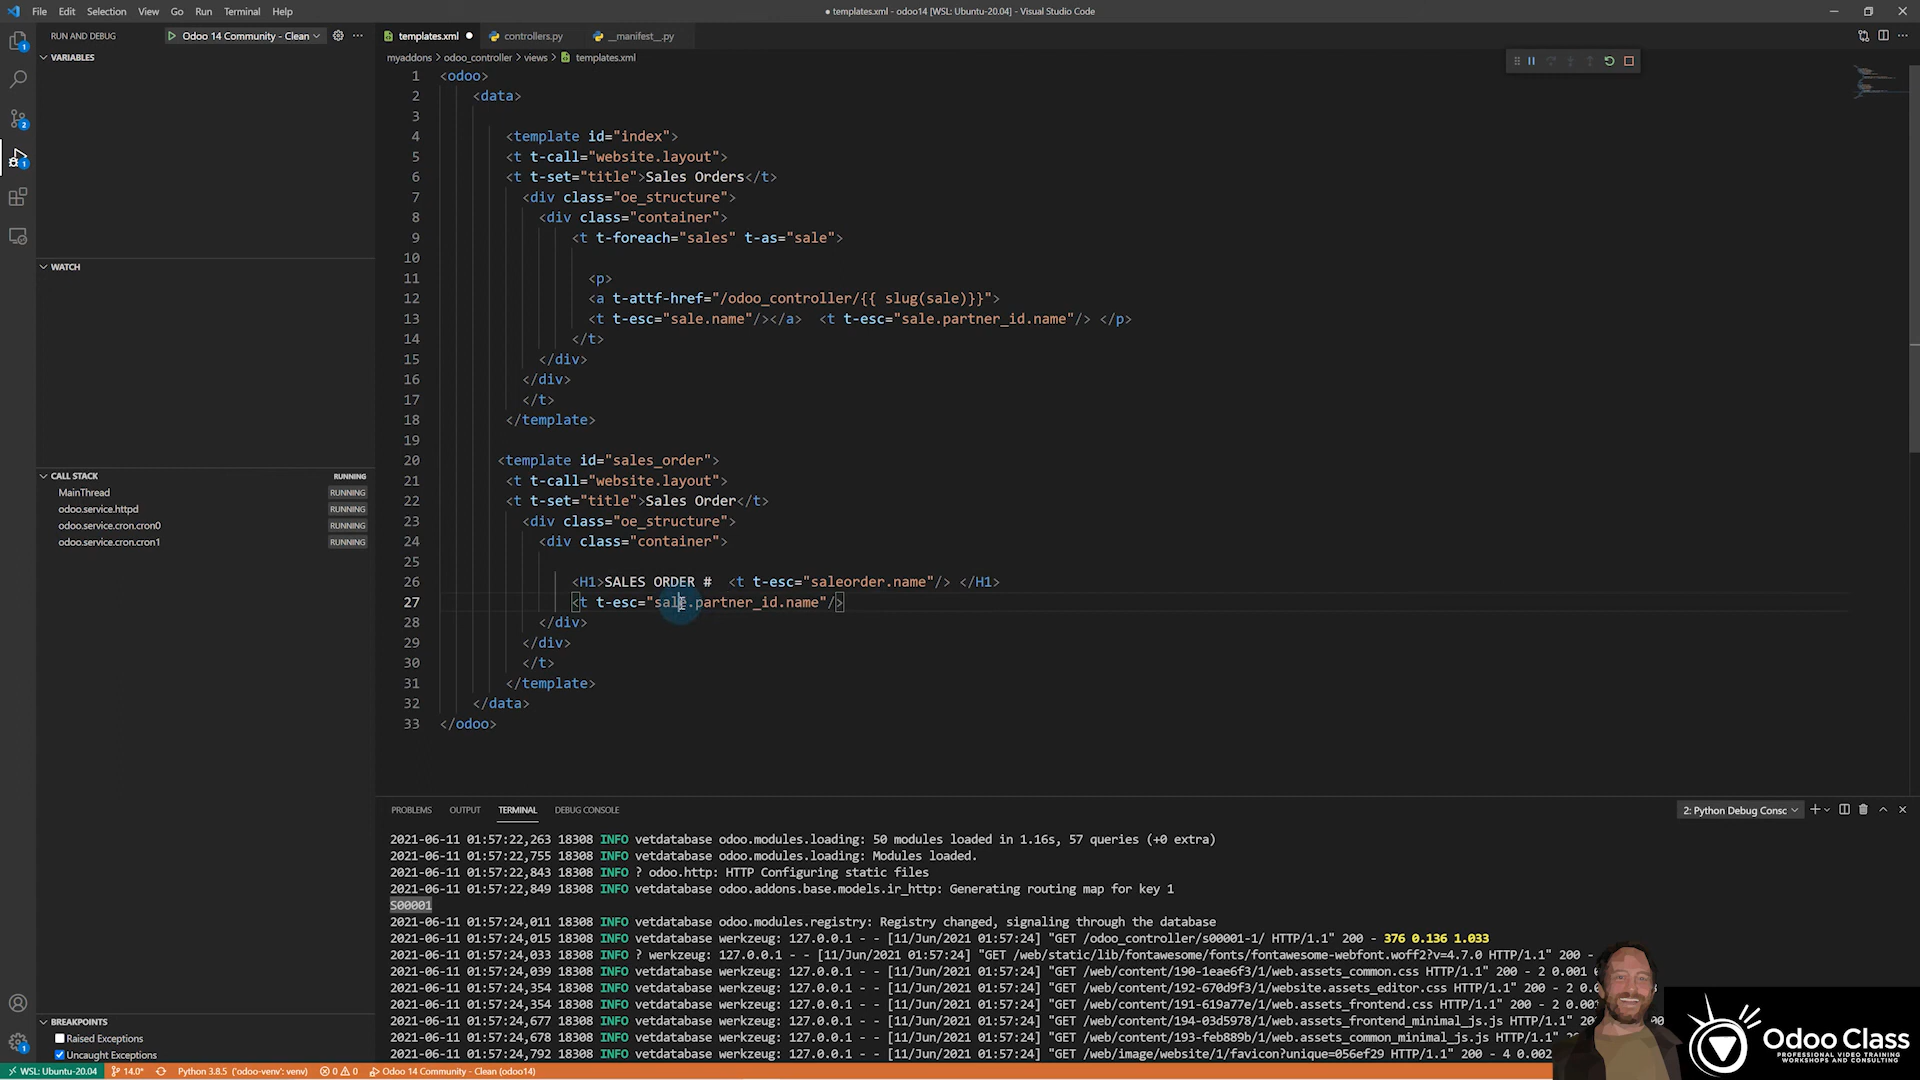 File Edit Selection View Go Run Terminal Help
● templates.xml - odoo14 [WSL: Ubuntu-20.04] - Visual Studio Code
RUN AND DEBUG Odoo 14 Community - Clean
templates.xml controllers.py __manifest__.py
VARIABLES
myaddons > odoo_controller > views > templates.xml
1 <odoo>
2 <data>
3
4 <template id="index">
5 <t t-call="website.layout">
6 <t t-set="title">Sales Orders</t>
7 <div class="oe_structure">
8 <div class="container">
9 <t t-foreach="sales" t-as="sale">
10
11 <p>
12 <a t-attf-href="/odoo_controller/{{ slug(sale)}}">
13 <t t-esc="sale.name"/></a> <t t-esc="sale.partner_id.name"/> </p>
14 </t>
15 </div>
16 </div>
17 </t>
18 </template>
19
20 <template id="sales_order">
21 <t t-call="website.layout">
22 <t t-set="title">Sales Order</t>
23 <div class="oe_structure">
24 <div class="container">
25
26 <H1>SALES ORDER # <t t-esc="saleorder.name"/> </H1>
27 <t t-esc="sale.partner_id.name"/>
28 </div>
29 </div>
30 </t>
31 </template>
32 </data>
33 </odoo>
WATCH
CALL STACK RUNNING
MainThread RUNNING
odoo.service.httpd RUNNING
odoo.service.cron.cron0 RUNNING
odoo.service.cron.cron1 RUNNING
BREAKPOINTS
Raised Exceptions
Uncaught Exceptions
PROBLEMS OUTPUT TERMINAL DEBUG CONSOLE
2: Python Debug Consc
2021-06-11 01:57:22,263 18308 INFO vetdatabase odoo.modules.loading: 50 modules loaded in 1.16s, 57 queries (+0 extra)
2021-06-11 01:57:22,755 18308 INFO vetdatabase odoo.modules.loading: Modules loaded.
2021-06-11 01:57:22,843 18308 INFO ? odoo.http: HTTP Configuring static files
2021-06-11 01:57:22,849 18308 INFO vetdatabase odoo.addons.base.models.ir_http: Generating routing map for key 1
S00001
2021-06-11 01:57:24,011 18308 INFO vetdatabase odoo.modules.registry: Registry changed, signaling through the database
2021-06-11 01:57:24,015 18308 INFO vetdatabase werkzeug: 127.0.0.1 - - [11/Jun/2021 01:57:24] "GET /odoo_controller/s00001-1/ HTTP/1.1" 200 - 376 0.136 1.033
2021-06-11 01:57:24,033 18308 INFO ? werkzeug: 127.0.0.1 - - [11/Jun/2021 01:57:24] "GET /web/static/lib/fontawesome/fonts/fontawesome-webfont.woff2?v=4.7.0 HTTP/1.1" 200 -
2021-06-11 01:57:24,039 18308 INFO vetdatabase werkzeug: 127.0.0.1 - - [11/Jun/2021 01:57:24] "GET /web/content/190-1eae6f3/1/web.assets_common.css HTTP/1.1" 200 - 2 0.001
2021-06-11 01:57:24,354 18308 INFO vetdatabase werkzeug: 127.0.0.1 - - [11/Jun/2021 01:57:24] "GET /web/content/192-670d9f3/1/website.assets_editor.css HTTP/1.1" 200 -
2021-06-11 01:57:24,354 18308 INFO vetdatabase werkzeug: 127.0.0.1 - - [11/Jun/2021 01:57:24] "GET /web/content/191-619a77e/1/web.assets_frontend.css HTTP/1.1" 200 - 2
2021-06-11 01:57:24,677 18308 INFO vetdatabase werkzeug: 127.0.0.1 - - [11/Jun/2021 01:57:24] "GET /web/content/194-03d5978/1/web.assets_frontend_minimal_js.js HTTP/1.1"
2021-06-11 01:57:24,678 18308 INFO vetdatabase werkzeug: 127.0.0.1 - - [11/Jun/2021 01:57:24] "GET /web/content/193-feb889b/1/web.assets_common_minimal_js.js HTTP/1.1"
2021-06-11 01:57:24,792 18308 INFO vetdatabase werkzeug: 127.0.0.1 - - [11/Jun/2021 01:57:24] "GET /web/image/website/1/favicon?unique=056ef29 HTTP/1.1" 200 - 4 0.002
Odoo Class
PROFESSIONAL VIDEO TRAINING
WORKSHOPS AND CONSULTING
WSL: Ubuntu-20.04 14.0* Python 3.8.5 ('odoo-venv': venv) 0 0 Odoo 14 Community - Clean (odoo14)